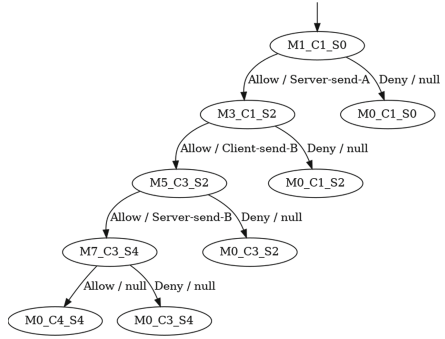 M1_C1_S0
Allow / Server-send-A
Deny / null
M3_C1_S2
M0_C1_S0
Allow / Client-send-B
Deny / null
M5_C3_S2
M0_C1_S2
Allow / Server-send-B
Deny / null
M7_C3_S4
M0_C3_S2
Allow / null
Deny / null
M0_C4_S4
M0_C3_S4